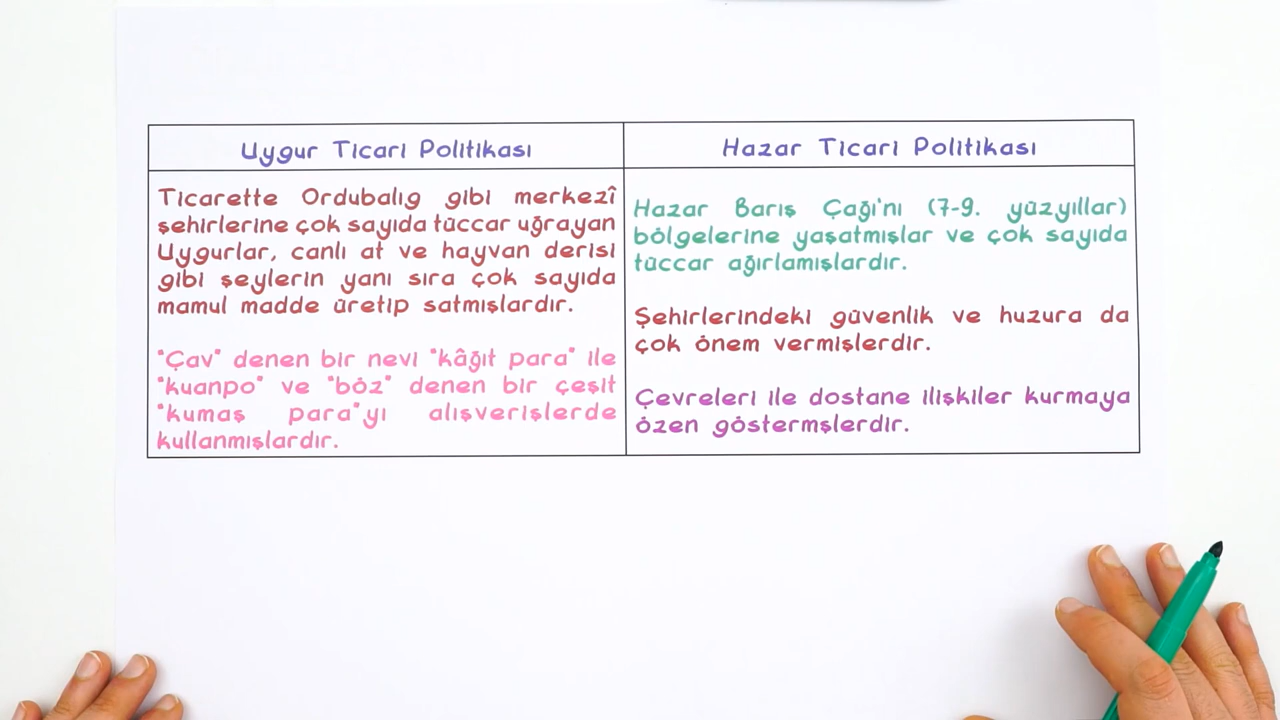 Uygur Ticari Politikası
Ticarette Ordubalıg gibi merkezî
şehirlerine çok sayıda tüccar uğrayan
Uygurlar, canlı at ve hayvan derisi
gibi şeylerin yanı sıra çok sayıda
mamul madde üretip satmışlardır.
"Çav" denen bir nevi "kâğıt para" ile
"kuanpo" ve "böz" denen bir çeşit
"kumaş para"yı alışverişlerde
kullanmışlardır.
Hazar Ticari Politikası
Hazar Barış Çağı'nı (7-9. yüzyıllar)
bölgelerine yaşatmışlar ve çok sayıda
tüccar ağırlamışlardır.
Şehirlerindeki güvenlik ve huzura da
çok önem vermişlerdir.
Çevreleri ile dostane ilişkiler kurmaya
özen göstermşlerdir.